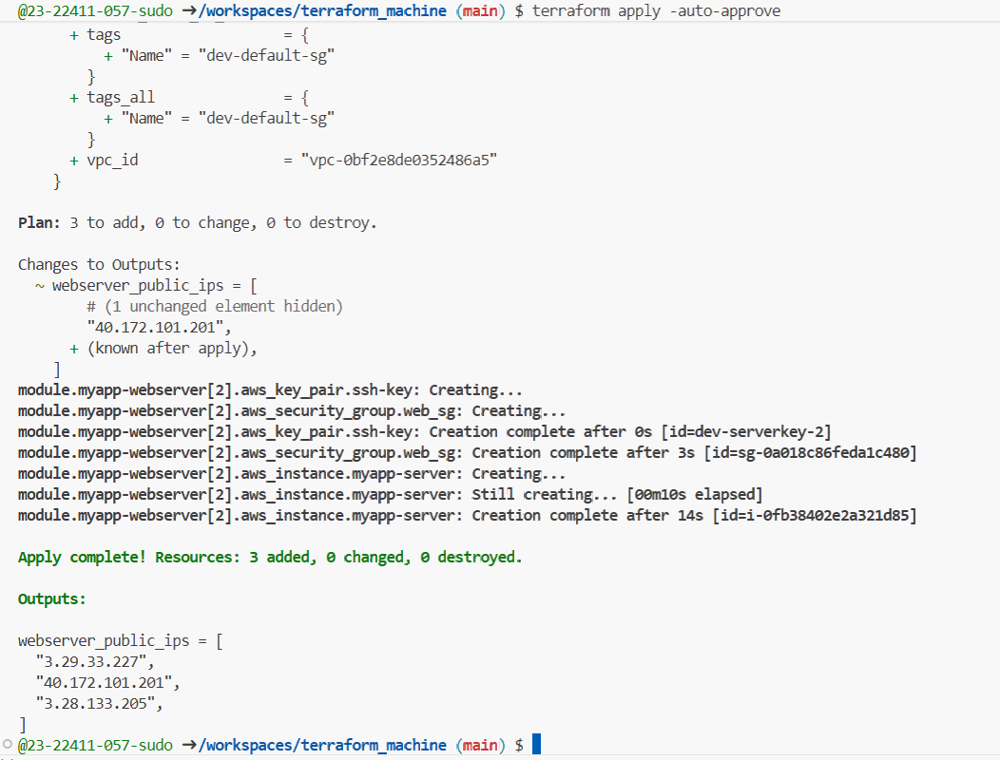 @23-22411-057-sudo ➜/workspaces/terraform_machine (main) $ terraform apply -auto-approve
+ tags = {
+ "Name" = "dev-default-sg"
}
+ tags_all = {
+ "Name" = "dev-default-sg"
}
+ vpc_id = "vpc-0bf2e8de0352486a5"
}
Plan: 3 to add, 0 to change, 0 to destroy.
Changes to Outputs:
~ webserver_public_ips = [
# (1 unchanged element hidden)
"40.172.101.201",
+ (known after apply),
]
module.myapp-webserver[2].aws_key_pair.ssh-key: Creating...
module.myapp-webserver[2].aws_security_group.web_sg: Creating...
module.myapp-webserver[2].aws_key_pair.ssh-key: Creation complete after 0s [id=dev-serverkey-2]
module.myapp-webserver[2].aws_security_group.web_sg: Creation complete after 3s [id=sg-0a018c86feda1c480]
module.myapp-webserver[2].aws_instance.myapp-server: Creating...
module.myapp-webserver[2].aws_instance.myapp-server: Still creating... [00m10s elapsed]
module.myapp-webserver[2].aws_instance.myapp-server: Creation complete after 14s [id=i-0fb38402e2a321d85]
Apply complete! Resources: 3 added, 0 changed, 0 destroyed.
Outputs:
webserver_public_ips = [
"3.29.33.227",
"40.172.101.201",
"3.28.133.205",
]
@23-22411-057-sudo ➜/workspaces/terraform_machine (main) $